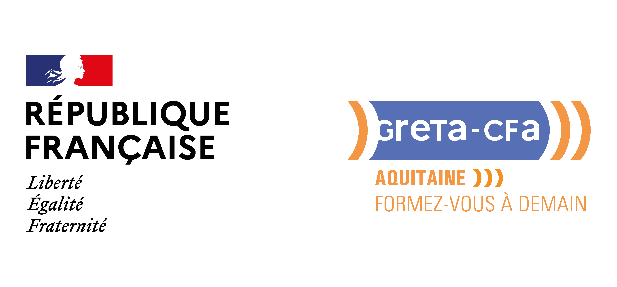 RÉPUBLIQUE
FRANÇAISE
Liberté
Égalité
Fraternité
GreTa-CFa
AQUITAINE
FORMEZ-VOUS À DEMAIN